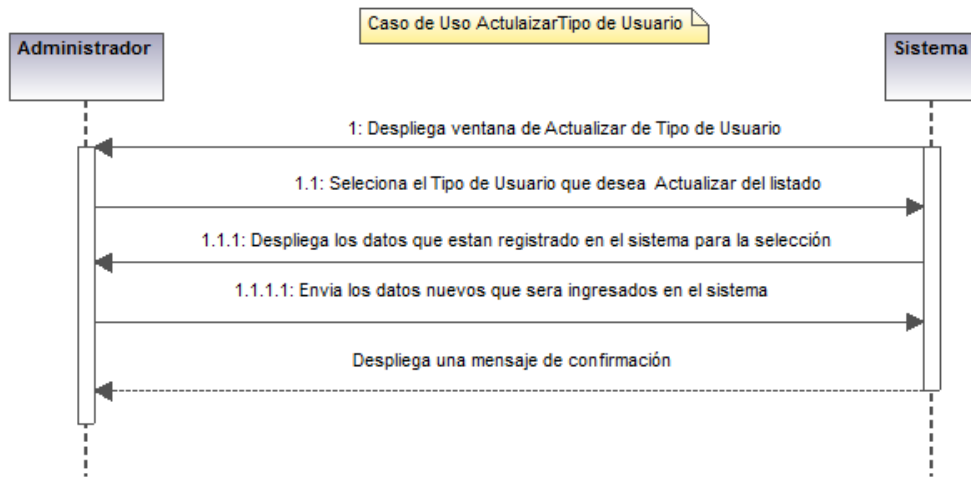 Caso de Uso ActulaizarTipo de Usuario
Administrador
Sistema
1: Despliega ventana de Actualizar de Tipo de Usuario
1.1: Seleciona el Tipo de Usuario que desea Actualizar del listado
1.1.1: Despliega los datos que estan registrado en el sistema para la selección
1.1.1.1: Envia los datos nuevos que sera ingresados en el sistema
Despliega una mensaje de confirmación